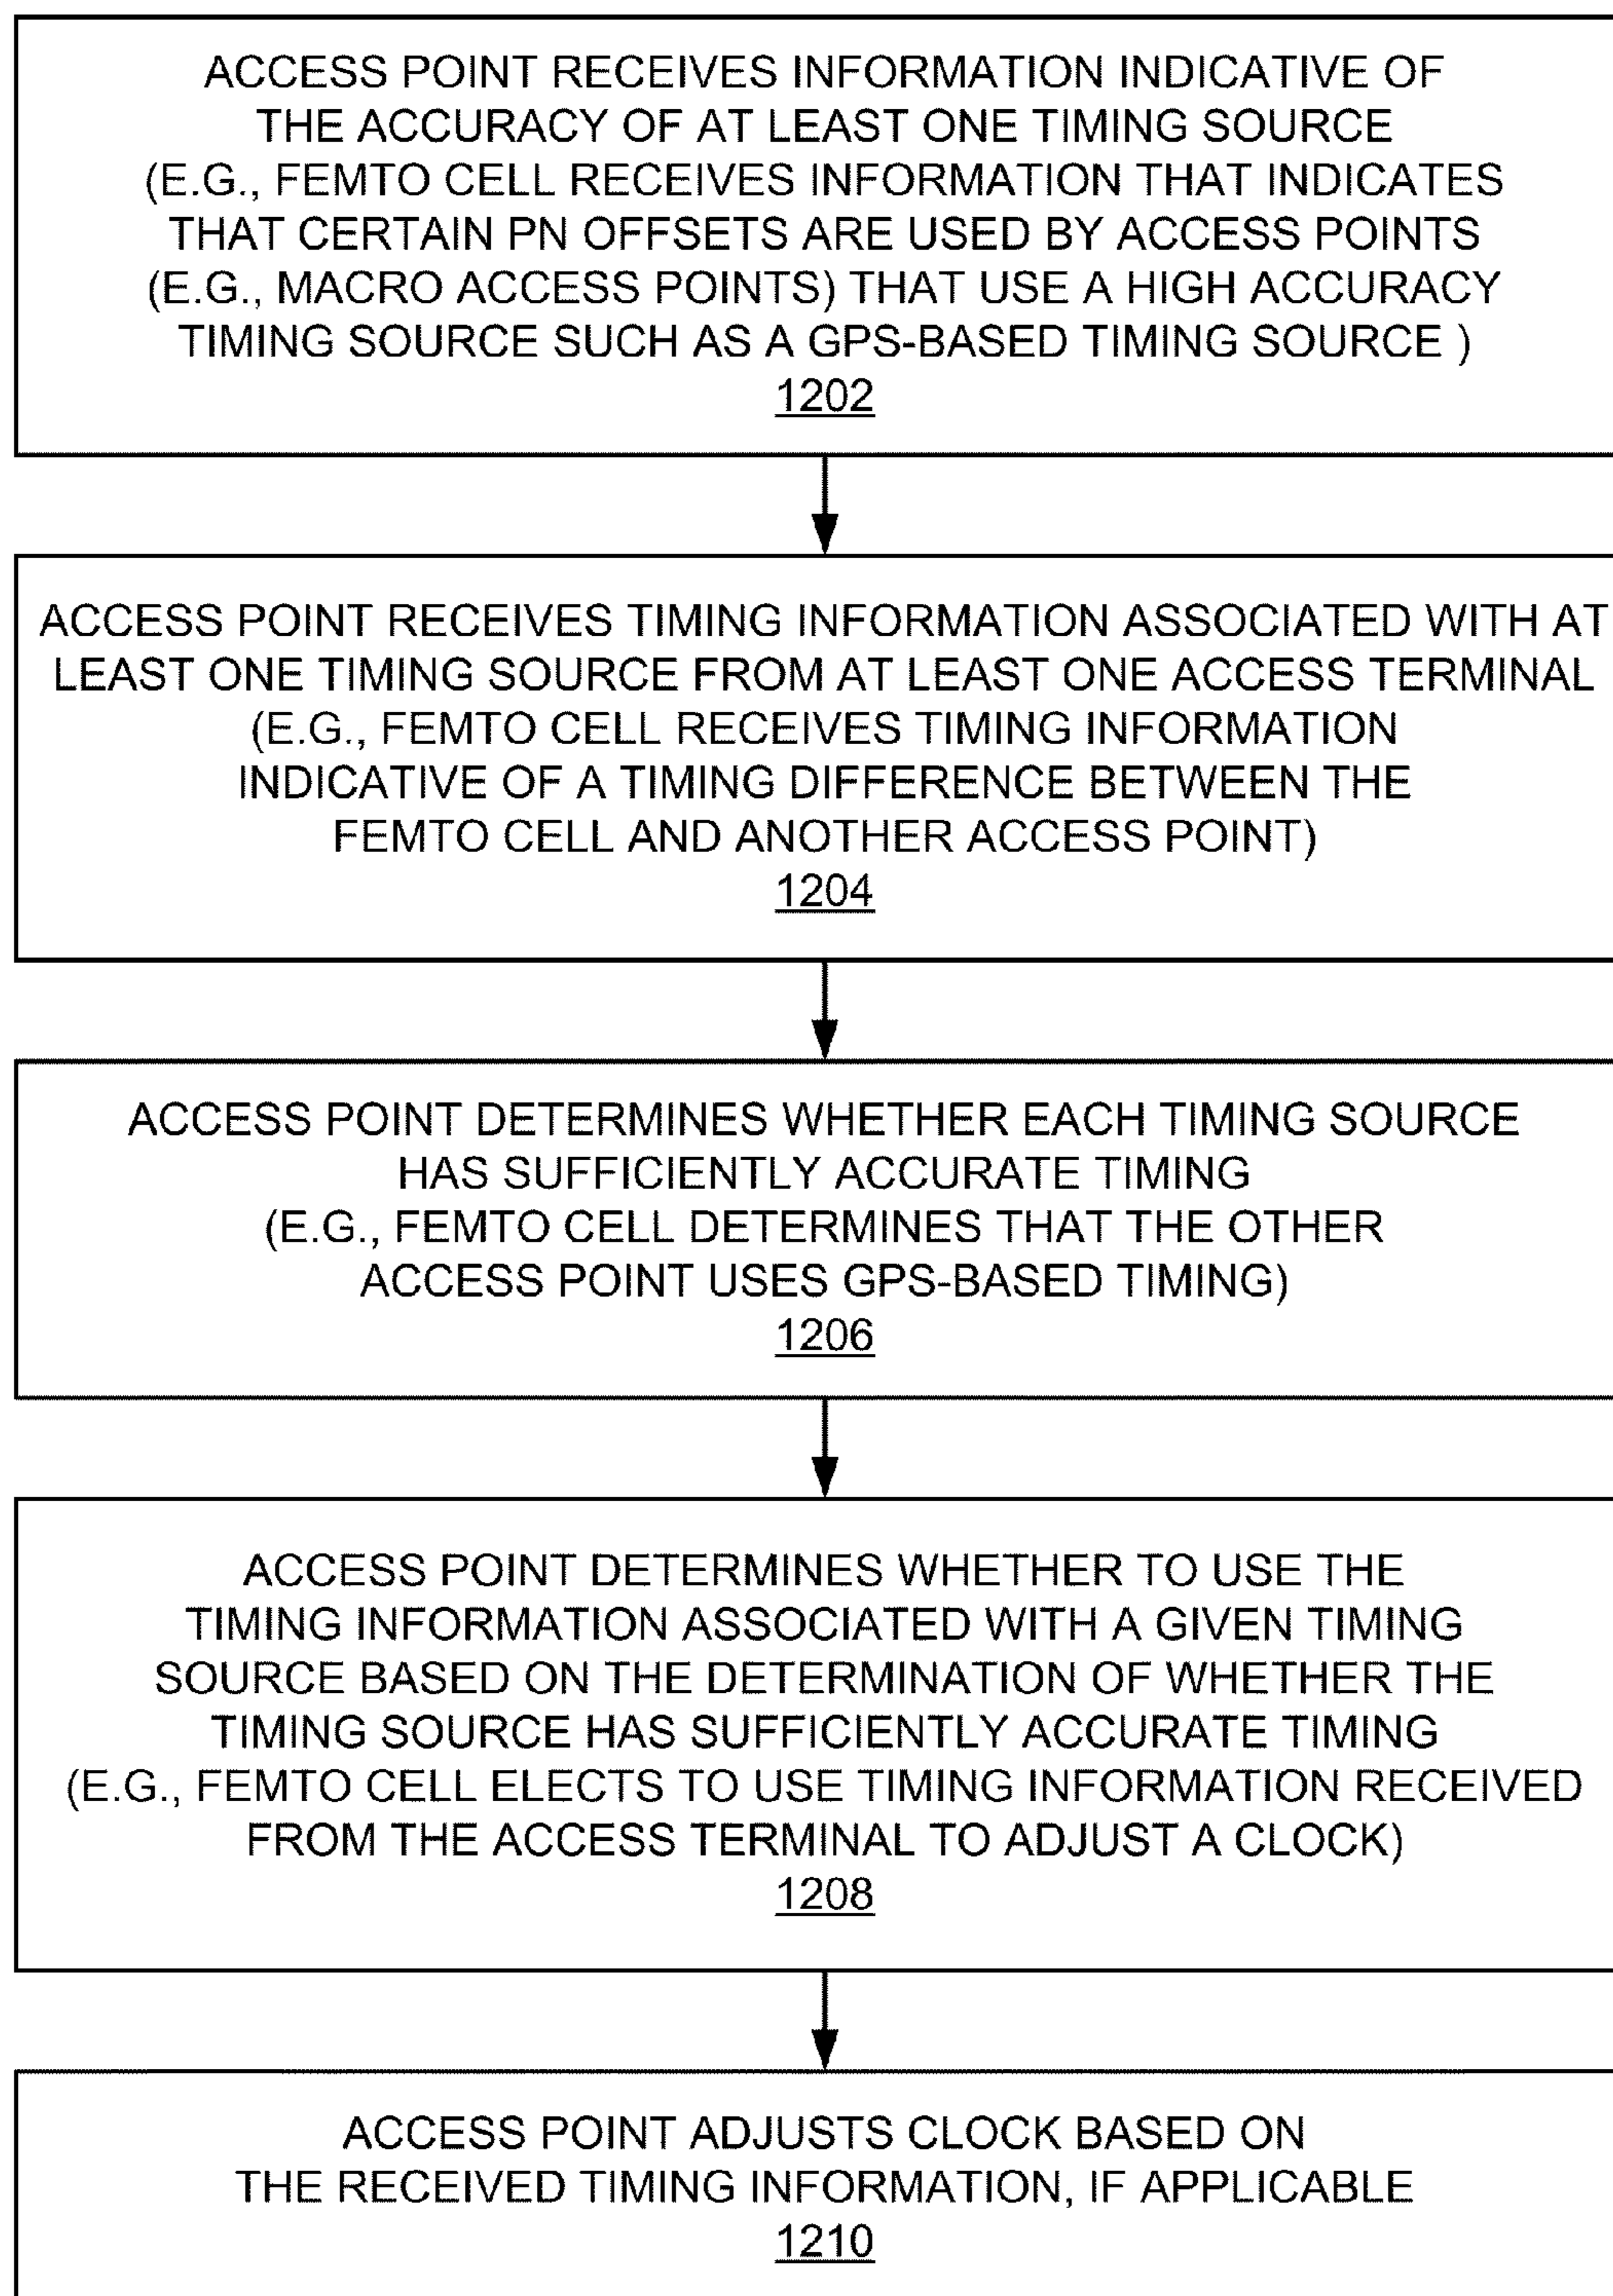 ACCESS POINT RECEIVES INFORMATION INDICATIVE OF
THE ACCURACY OF AT LEAST ONE TIMING SOURCE
(E.G., FEMTO CELL RECEIVES INFORMATION THAT INDICATES
THAT CERTAIN PN OFFSETS ARE USED BY ACCESS POINTS
(E.G., MACRO ACCESS POINTS) THAT USE A HIGH ACCURACY
TIMING SOURCE SUCH AS A GPS-BASED TIMING SOURCE )
1202
ACCESS POINT RECEIVES TIMING INFORMATION ASSOCIATED WITH AT
LEAST ONE TIMING SOURCE FROM AT LEAST ONE ACCESS TERMINAL
(E.G., FEMTO CELL RECEIVES TIMING INFORMATION
INDICATIVE OF A TIMING DIFFERENCE BETWEEN THE
FEMTO CELL AND ANOTHER ACCESS POINT)
1204
ACCESS POINT DETERMINES WHETHER EACH TIMING SOURCE
HAS SUFFICIENTLY ACCURATE TIMING
(E.G., FEMTO CELL DETERMINES THAT THE OTHER
ACCESS POINT USES GPS-BASED TIMING)
1206
ACCESS POINT DETERMINES WHETHER TO USE THE
TIMING INFORMATION ASSOCIATED WITH A GIVEN TIMING
SOURCE BASED ON THE DETERMINATION OF WHETHER THE
TIMING SOURCE HAS SUFFICIENTLY ACCURATE TIMING
(E.G., FEMTO CELL ELECTS TO USE TIMING INFORMATION RECEIVED
FROM THE ACCESS TERMINAL TO ADJUST A CLOCK)
1208
ACCESS POINT ADJUSTS CLOCK BASED ON
THE RECEIVED TIMING INFORMATION, IF APPLICABLE
1210